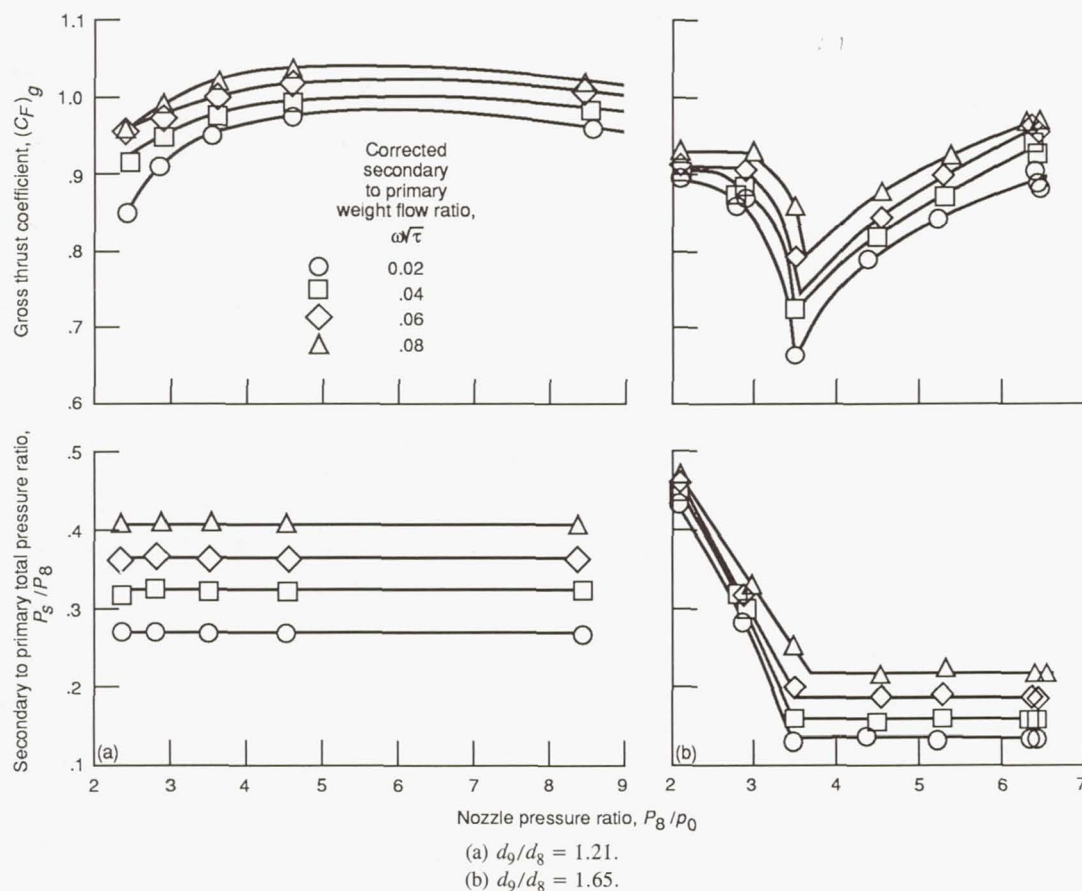 1.1
1.0
.9
.8
.7
.6
Gross thrust coefficient, (C_F)_g
Corrected
secondary
to primary
weight flow ratio,
ω√τ
0.02
.04
.06
.08
.5
.4
.3
.2
.1
Secondary to primary total pressure ratio,
P_s/P_8
(a)
(b)
2 3 4 5 6 7 8 9
2 3 4 5 6 7
Nozzle pressure ratio, P_8/p_0
(a) d_9/d_8 = 1.21.
(b) d_9/d_8 = 1.65.